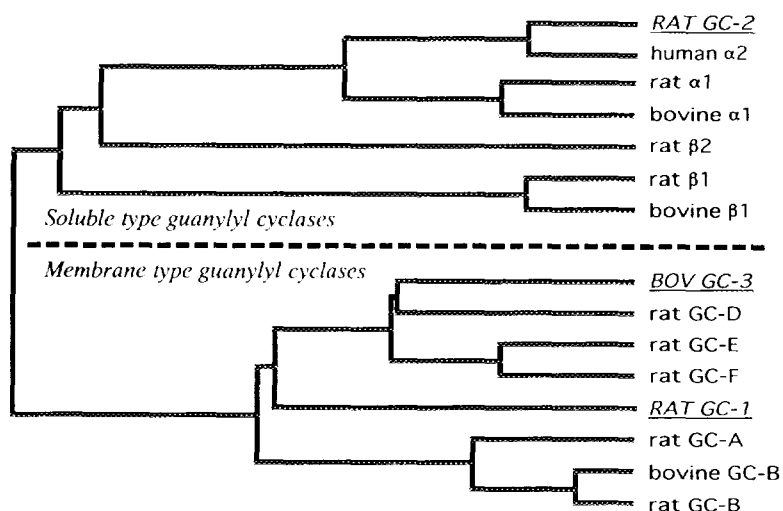 RAT GC-2
human α2
rat α1
bovine α1
rat β2
rat β1
bovine β1
Soluble type guanylyl cyclases
Membrane type guanylyl cyclases
BOV GC-3
rat GC-D
rat GC-E
rat GC-F
RAT GC-1
rat GC-A
bovine GC-B
rat GC-B